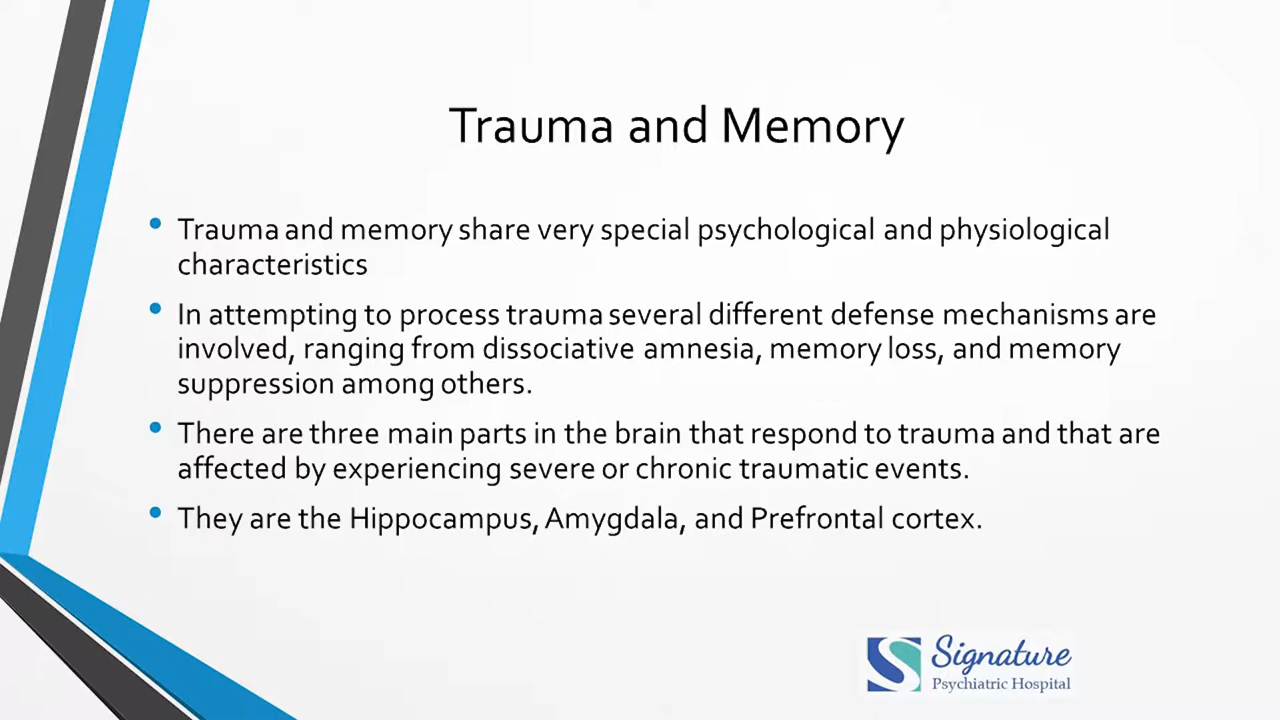 Trauma and Memory
• Trauma and memory share very special psychological and physiological
characteristics
• In attempting to process trauma several different defense mechanisms are
involved, ranging from dissociative amnesia, memory loss, and memory
suppression among others.
• There are three main parts in the brain that respond to trauma and that are
affected by experiencing severe or chronic traumatic events.
• They are the Hippocampus, Amygdala, and Prefrontal cortex.
Signature
Psychiatric Hospital